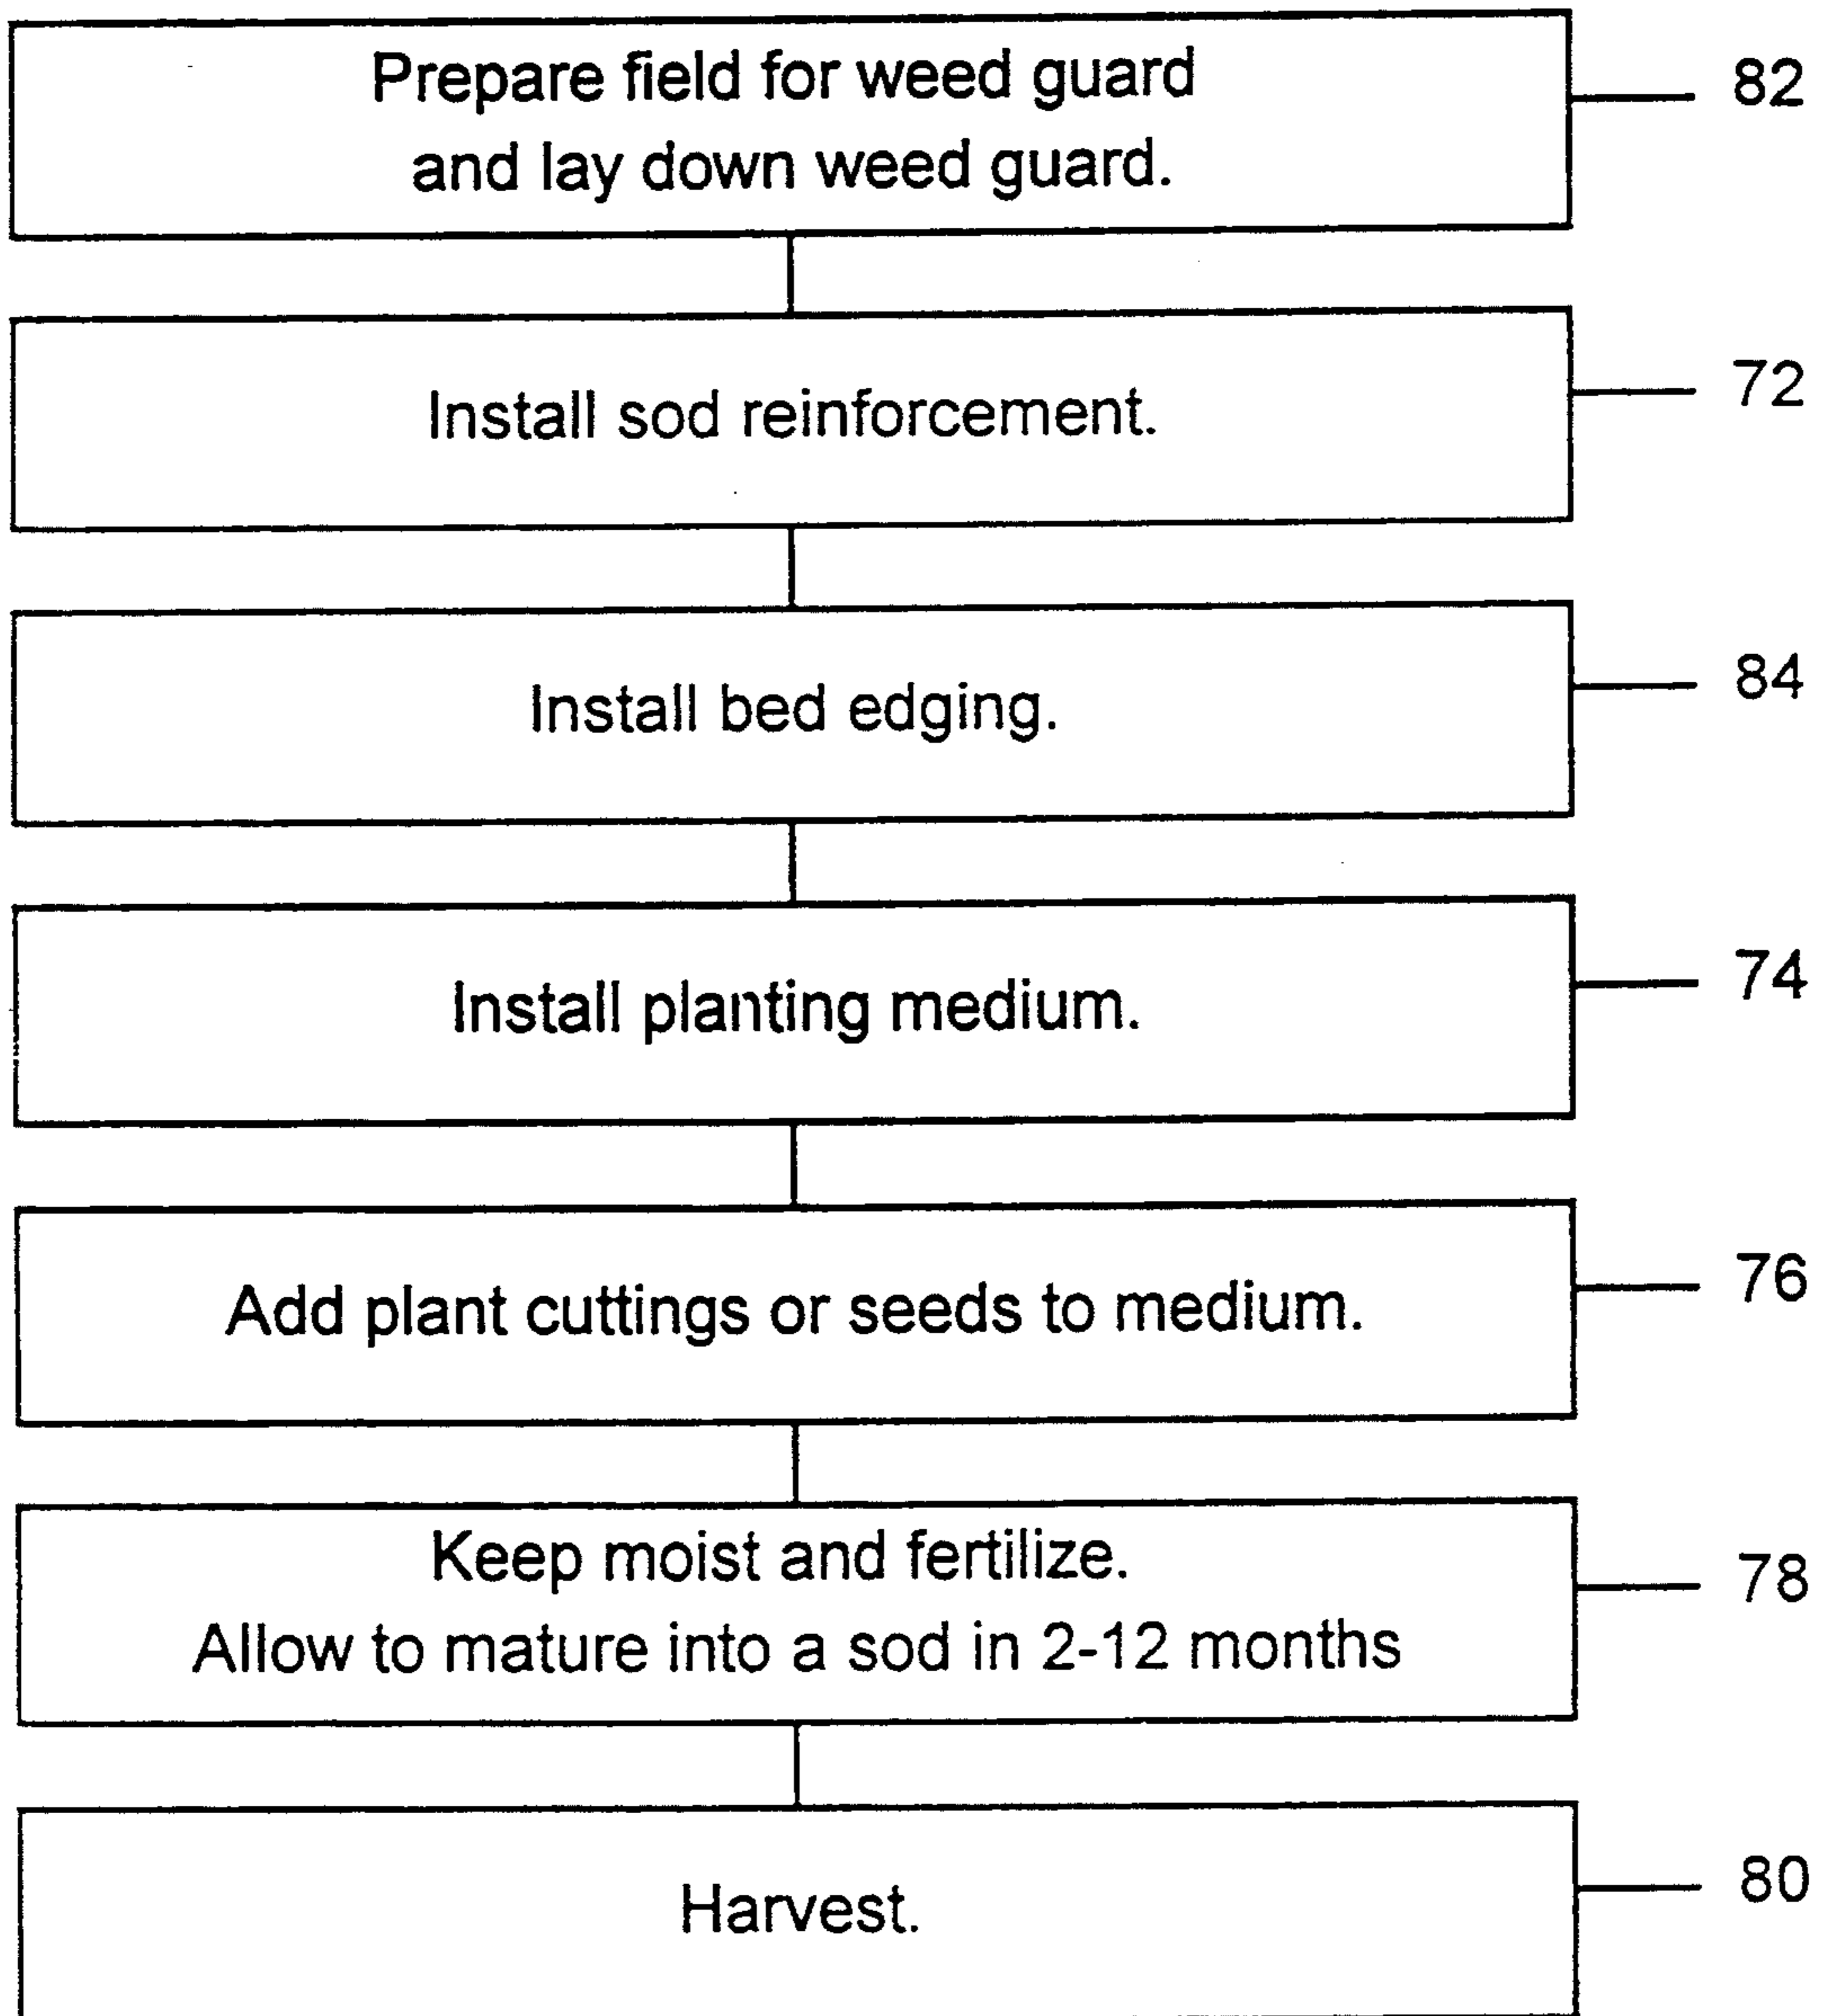 Prepare field for weed guard
and lay down weed guard.
82
Install sod reinforcement.
72
Install bed edging.
84
Install planting medium.
74
Add plant cuttings or seeds to medium.
76
Keep moist and fertilize.
Allow to mature into a sod in 2-12 months
78
Harvest.
80